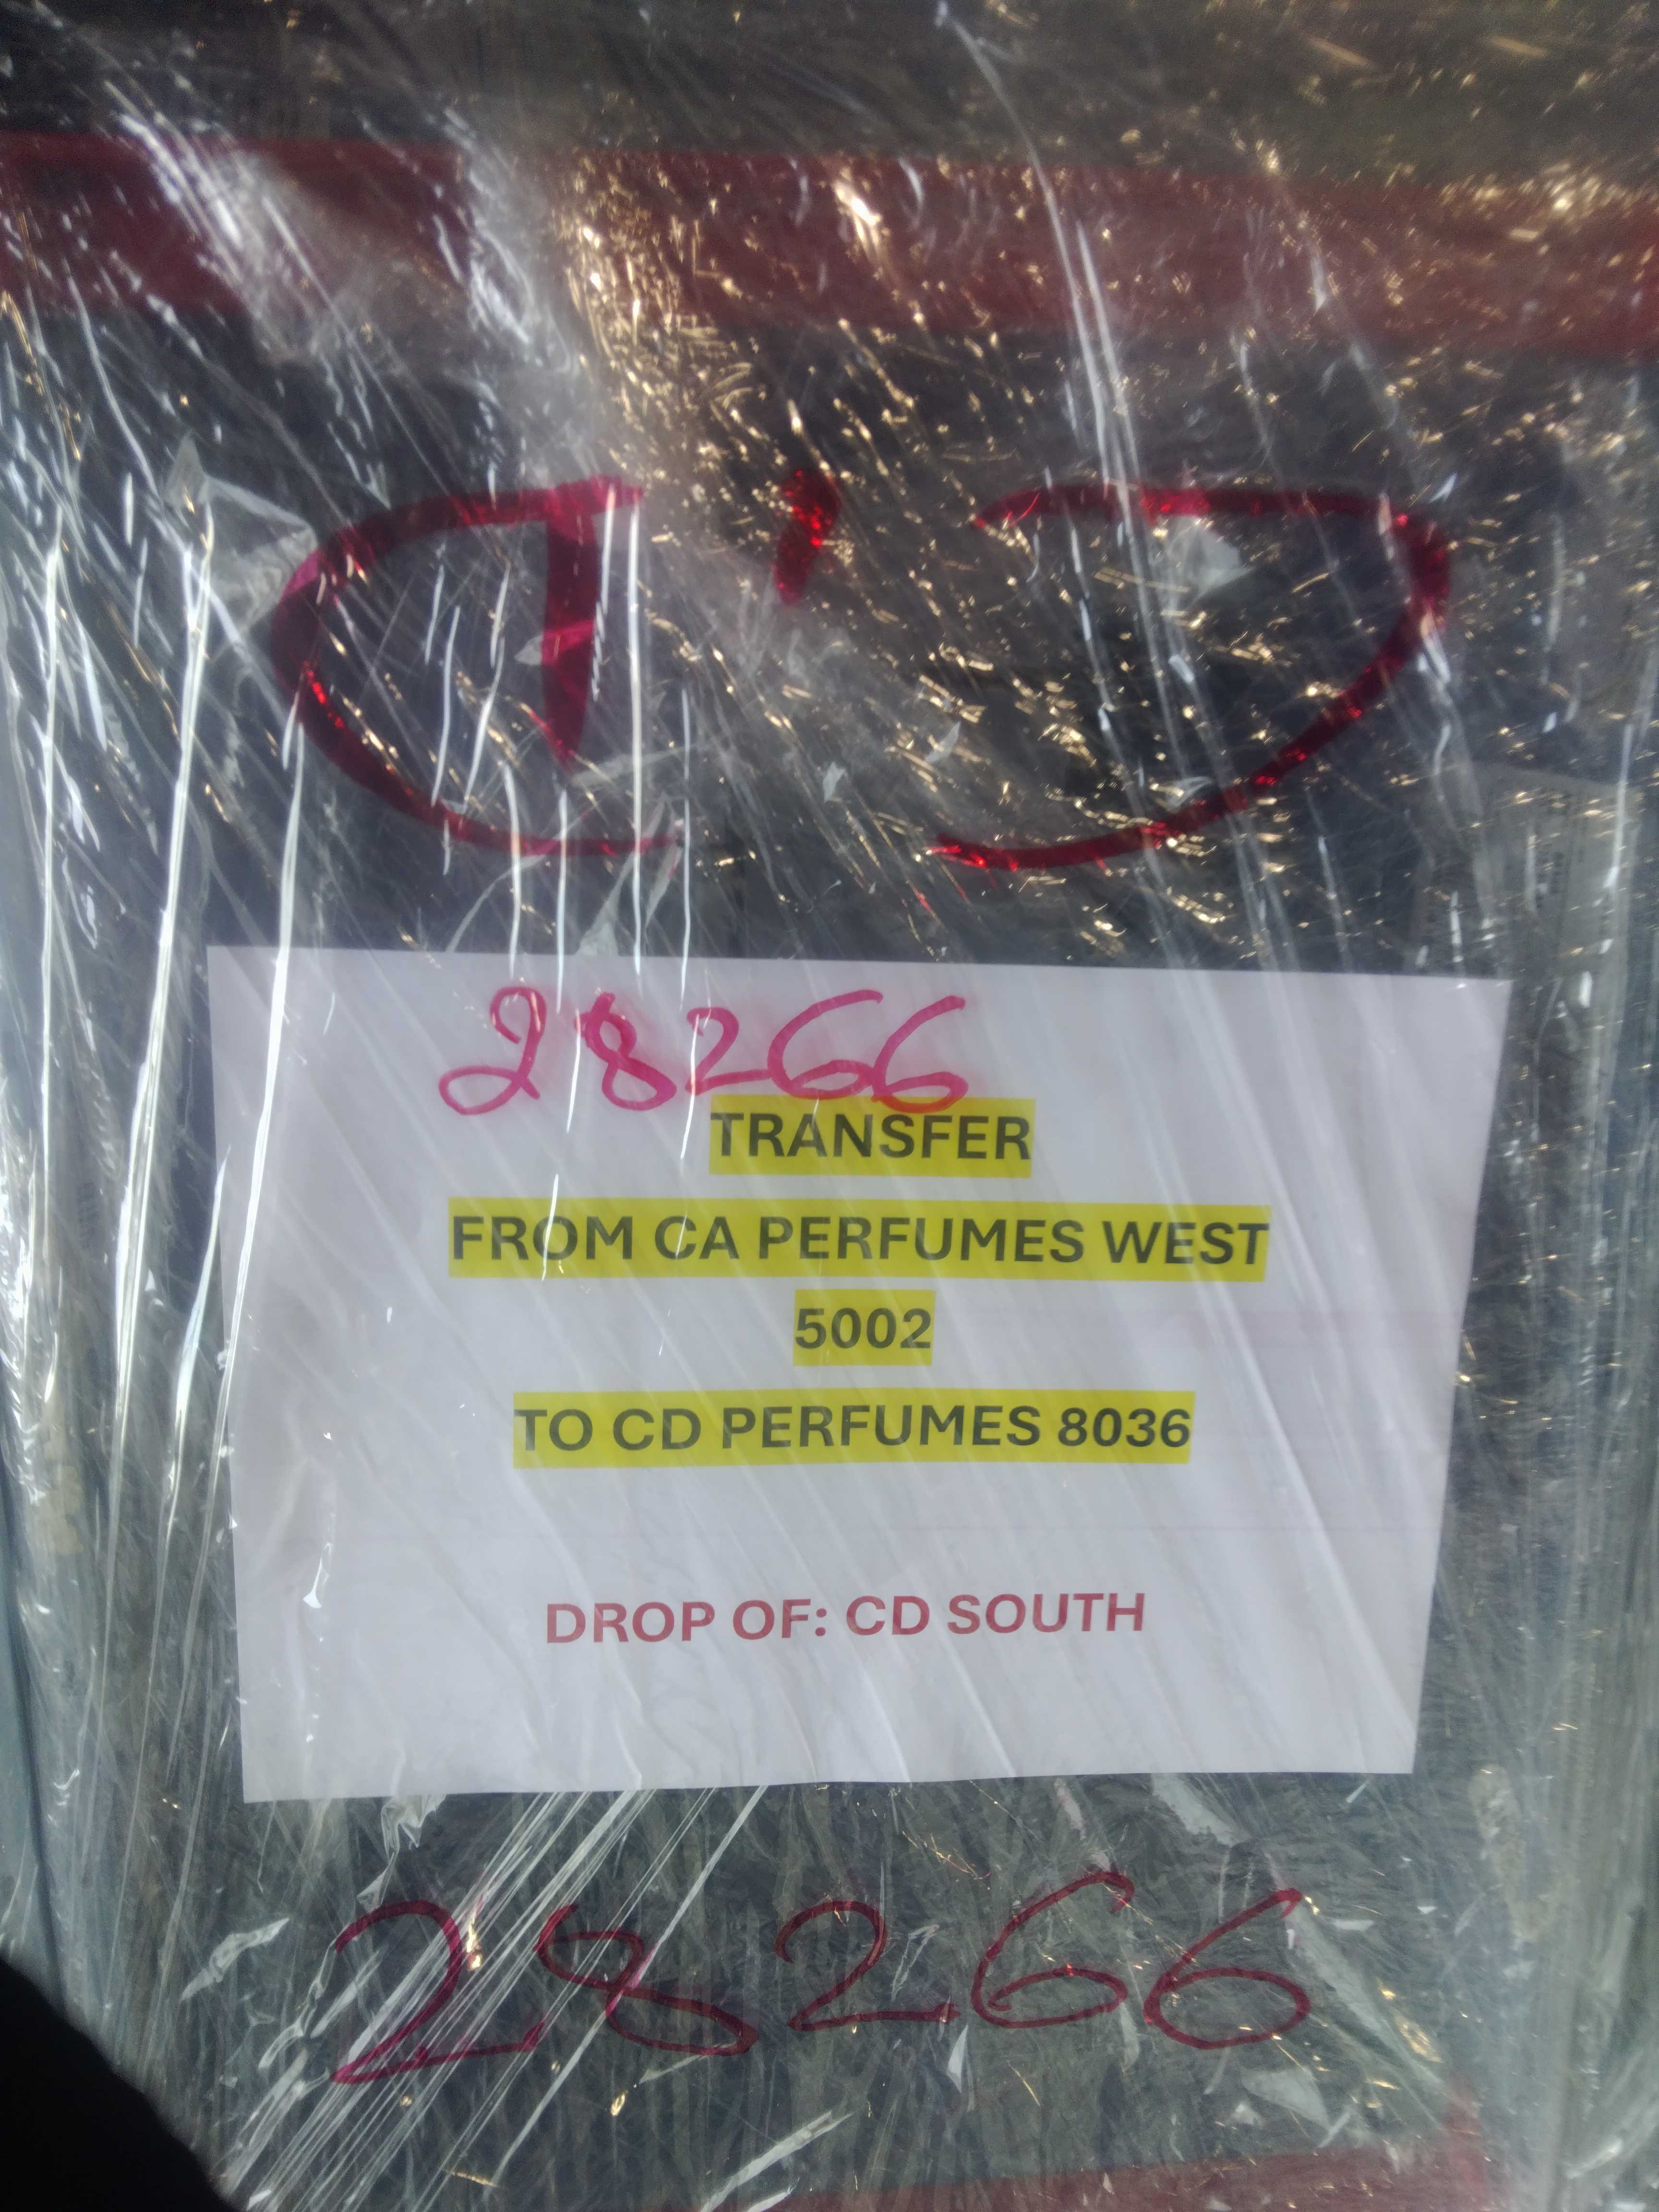 28266
TRANSFER
FROM CA PERFUMES WEST
5002
TO CD PERFUMES 8036
DROP OF: CD SOUTH
28266